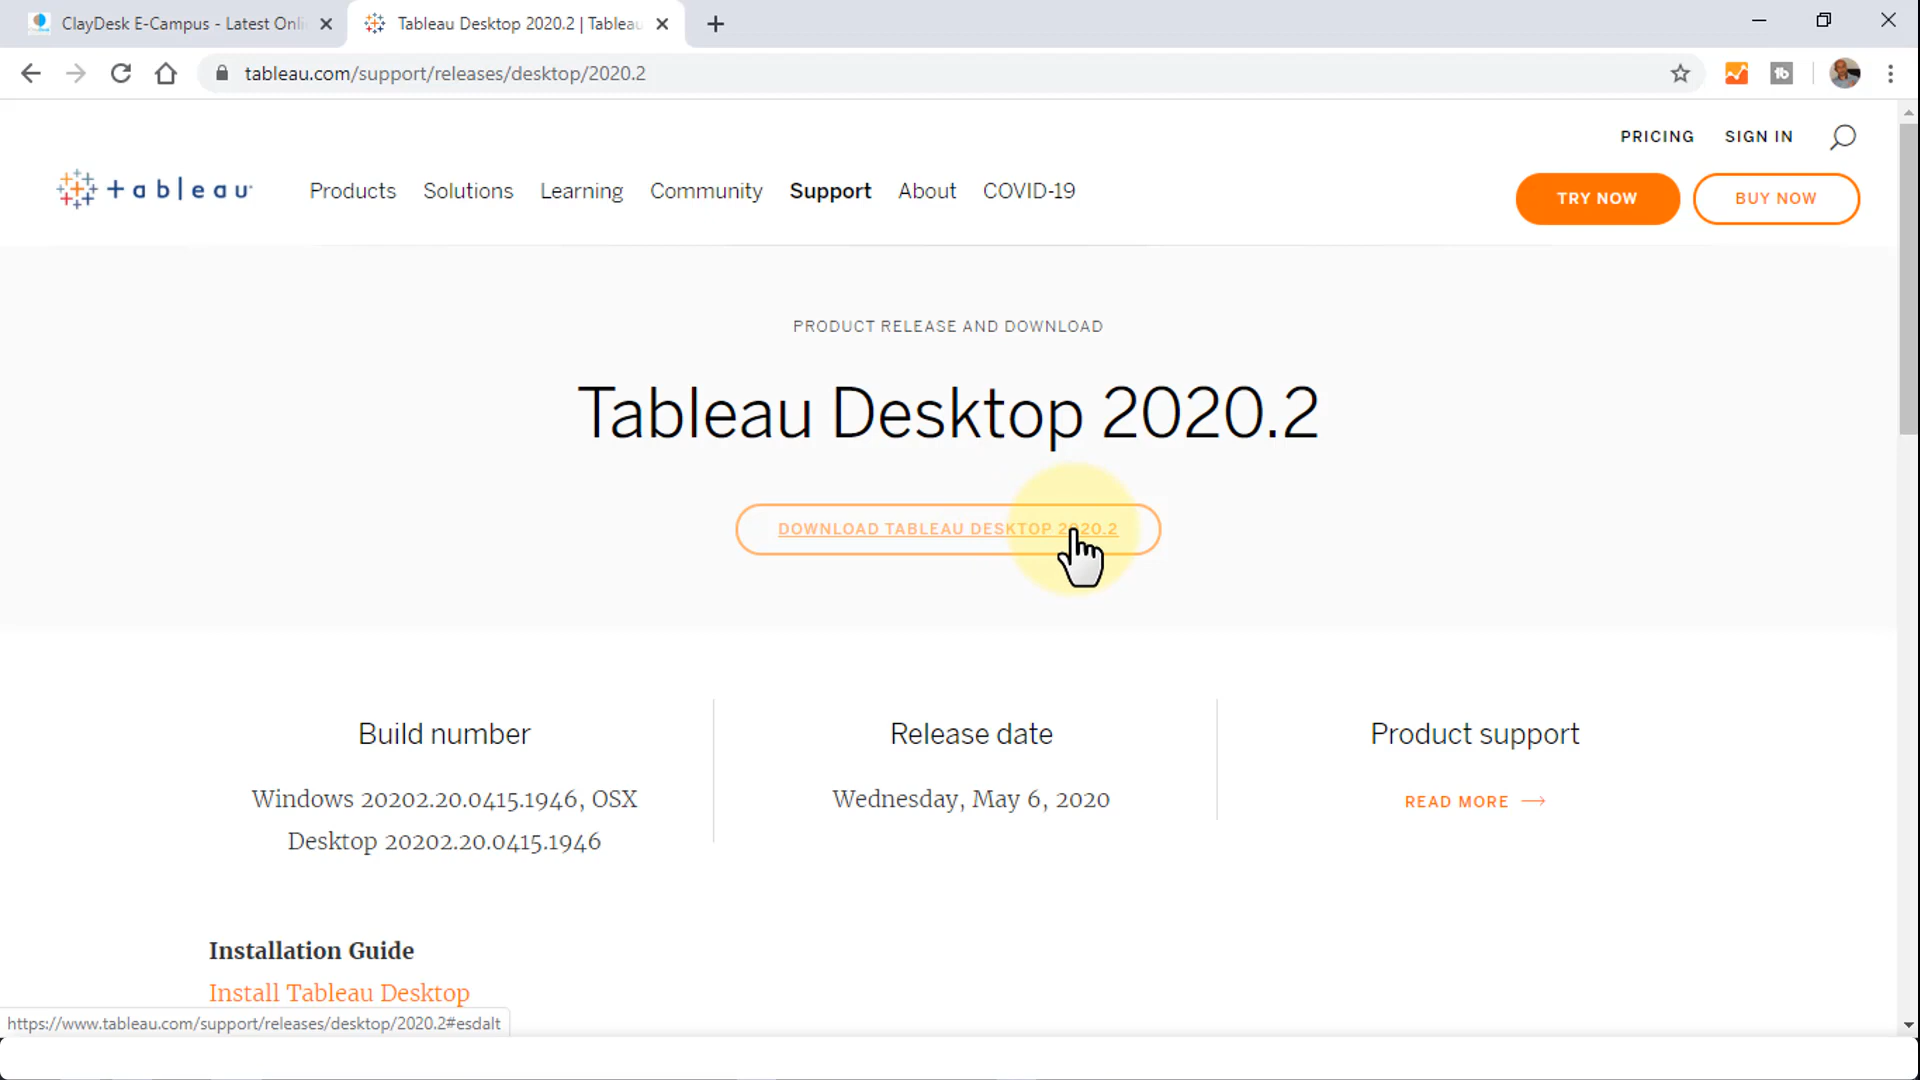 ClayDesk E-Campus - Latest Onli
Tableau Desktop 2020.2 | Tableau
tableau.com/support/releases/desktop/2020.2
PRICING
SIGN IN
+ableau
Products
Solutions
Learning
Community
Support
About
COVID-19
TRY NOW
BUY NOW
PRODUCT RELEASE AND DOWNLOAD
Tableau Desktop 2020.2
DOWNLOAD TABLEAU DESKTOP 2020.2
Build number
Windows 20202.20.0415.1946, OSX
Desktop 20202.20.0415.1946
Release date
Wednesday, May 6, 2020
Product support
READ MORE
Installation Guide
Install Tableau Desktop
https://www.tableau.com/support/releases/desktop/2020.2#esdalt